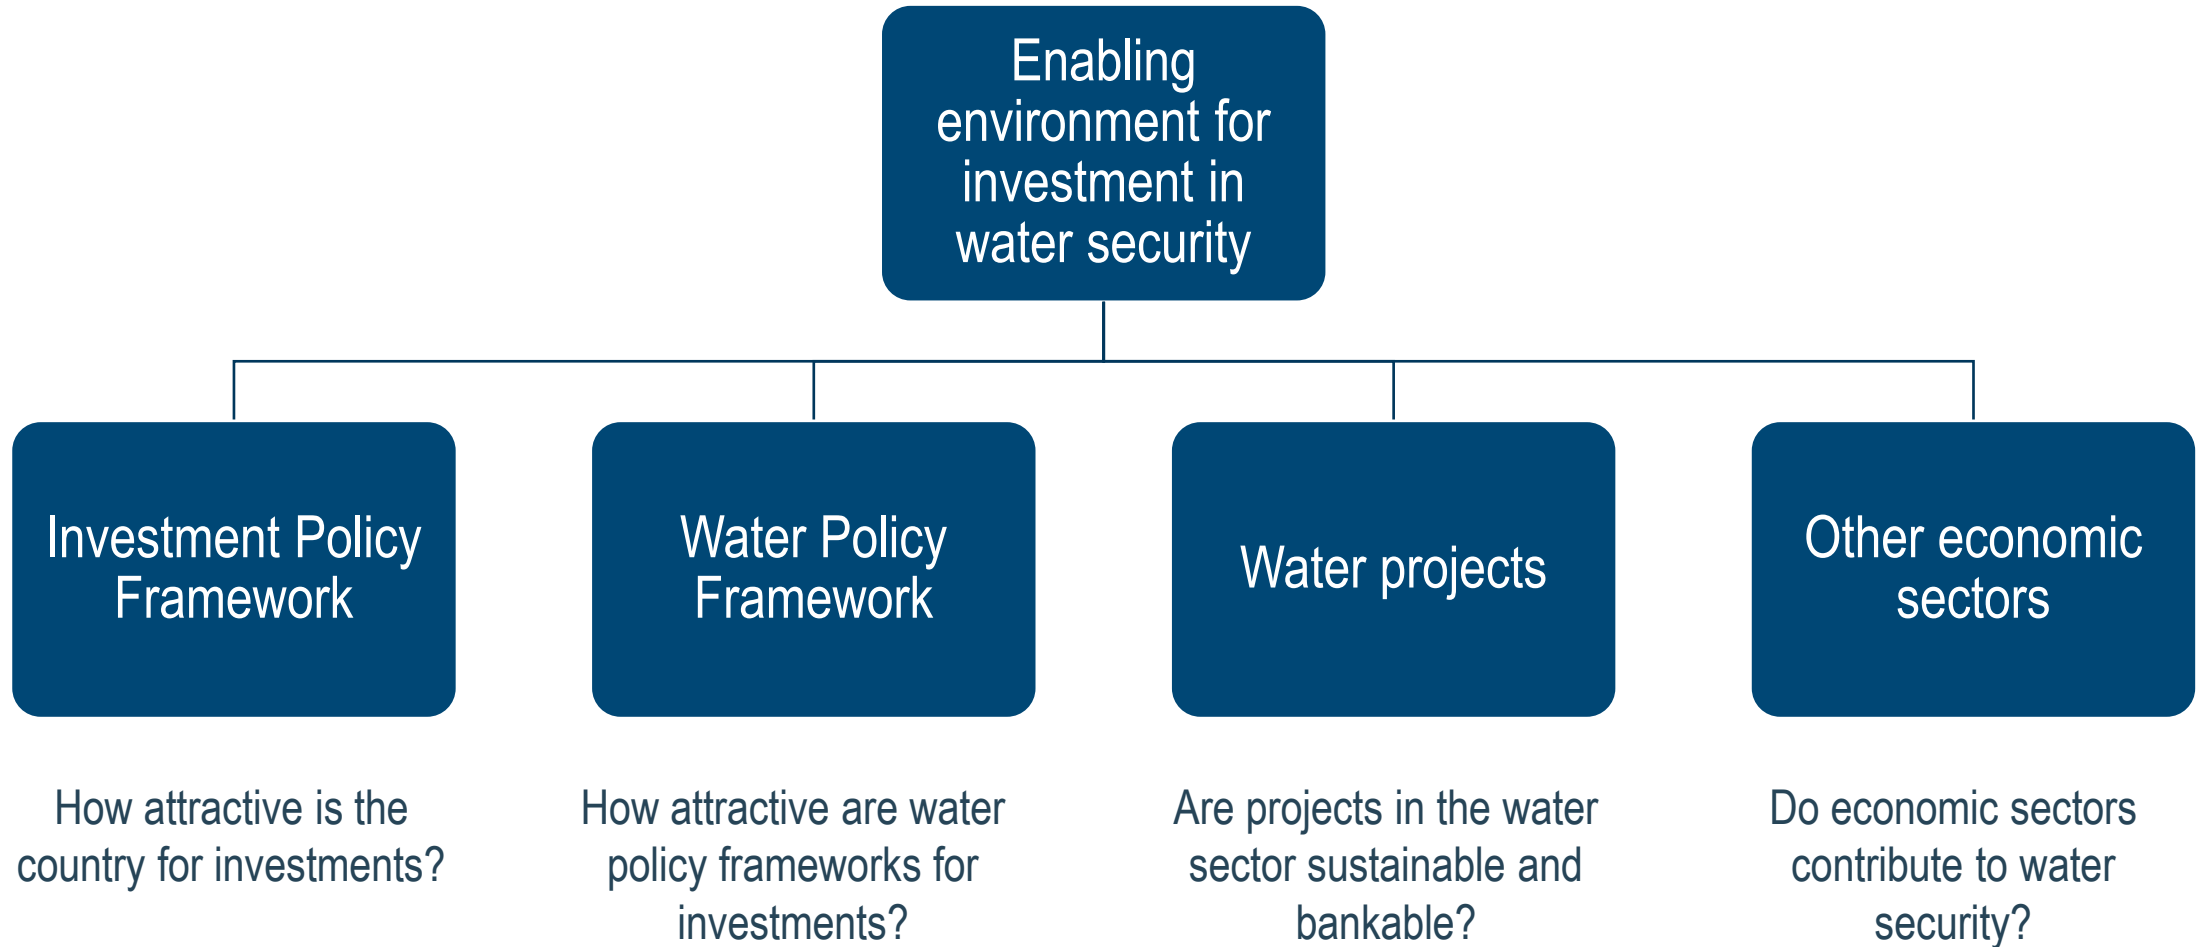 Enabling
environment for
investment in
water security
Investment Policy
Framework
Water Policy
Framework
Water projects
Other economic
sectors
How attractive is the
country for investments?
How attractive are water
policy frameworks for
investments?
Are projects in the water
sector sustainable and
bankable?
Do economic sectors
contribute to water
security?